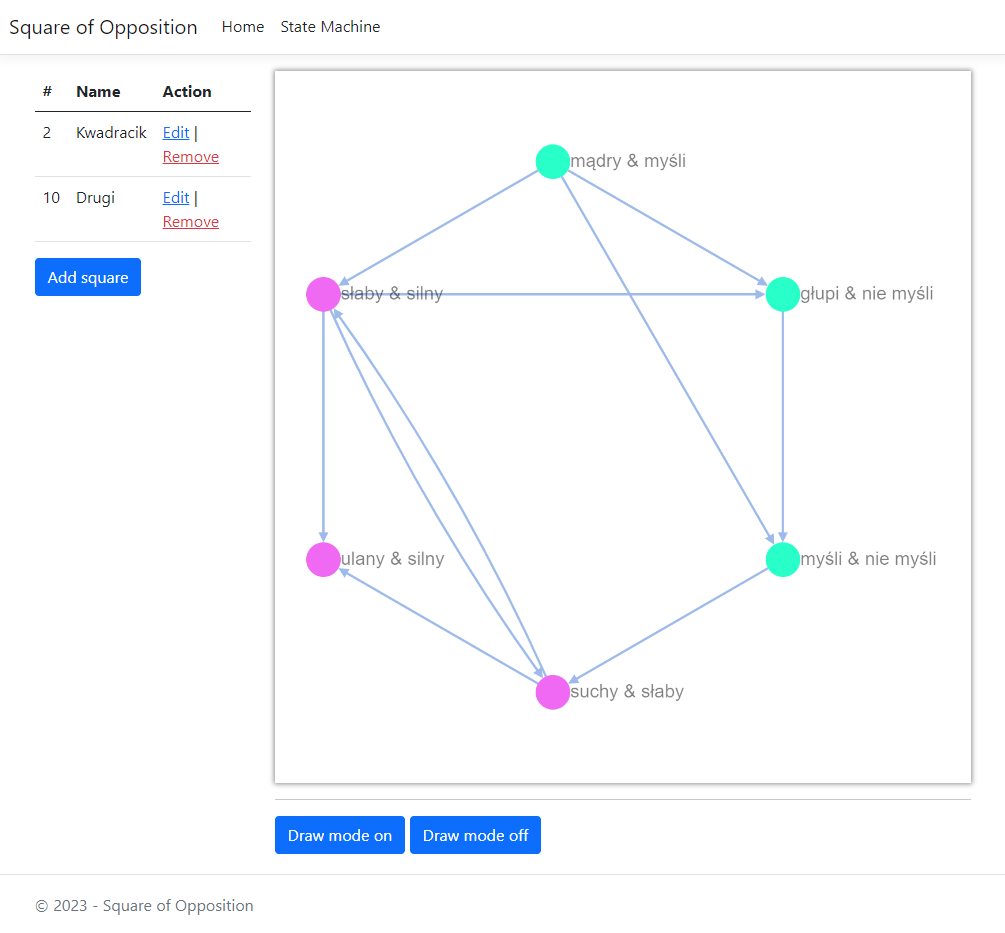 Square of Opposition Home State Machine
# Name Action
2 Kwadracik Edit |
Remove
10 Drugi Edit |
Remove
Add square
mądry & myśli
słaby & silny
głupi & nie myśli
ulany & silny
myśli & nie myśli
suchy & słaby
Draw mode on Draw mode off
© 2023 - Square of Opposition